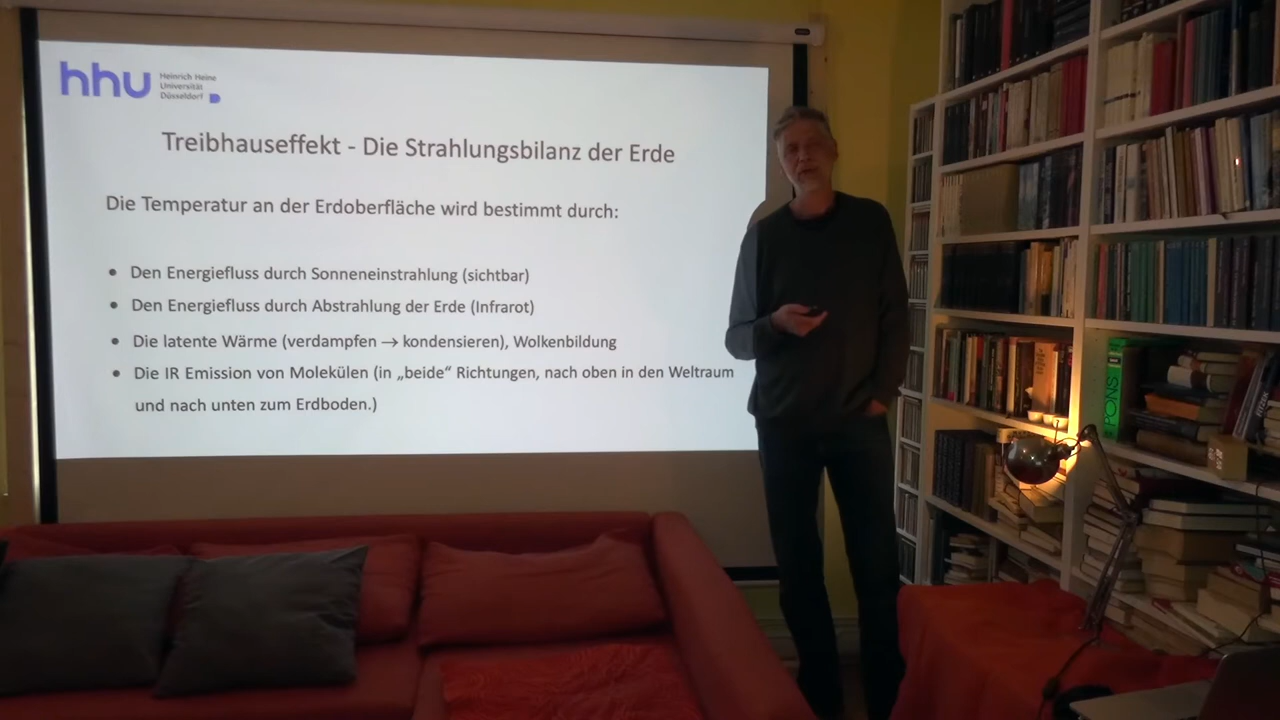 hhu Heinrich Heine
Universität
Düsseldorf
Treibhauseffekt - Die Strahlungsbilanz der Erde
Die Temperatur an der Erdoberfläche wird bestimmt durch:
• Den Energiefluss durch Sonneneinstrahlung (sichtbar)
• Den Energiefluss durch Abstrahlung der Erde (Infrarot)
• Die latente Wärme (verdampfen → kondensieren), Wolkenbildung
• Die IR Emission von Molekülen (in „beide“ Richtungen, nach oben in den Weltraum
und nach unten zum Erdboden.)
PONS